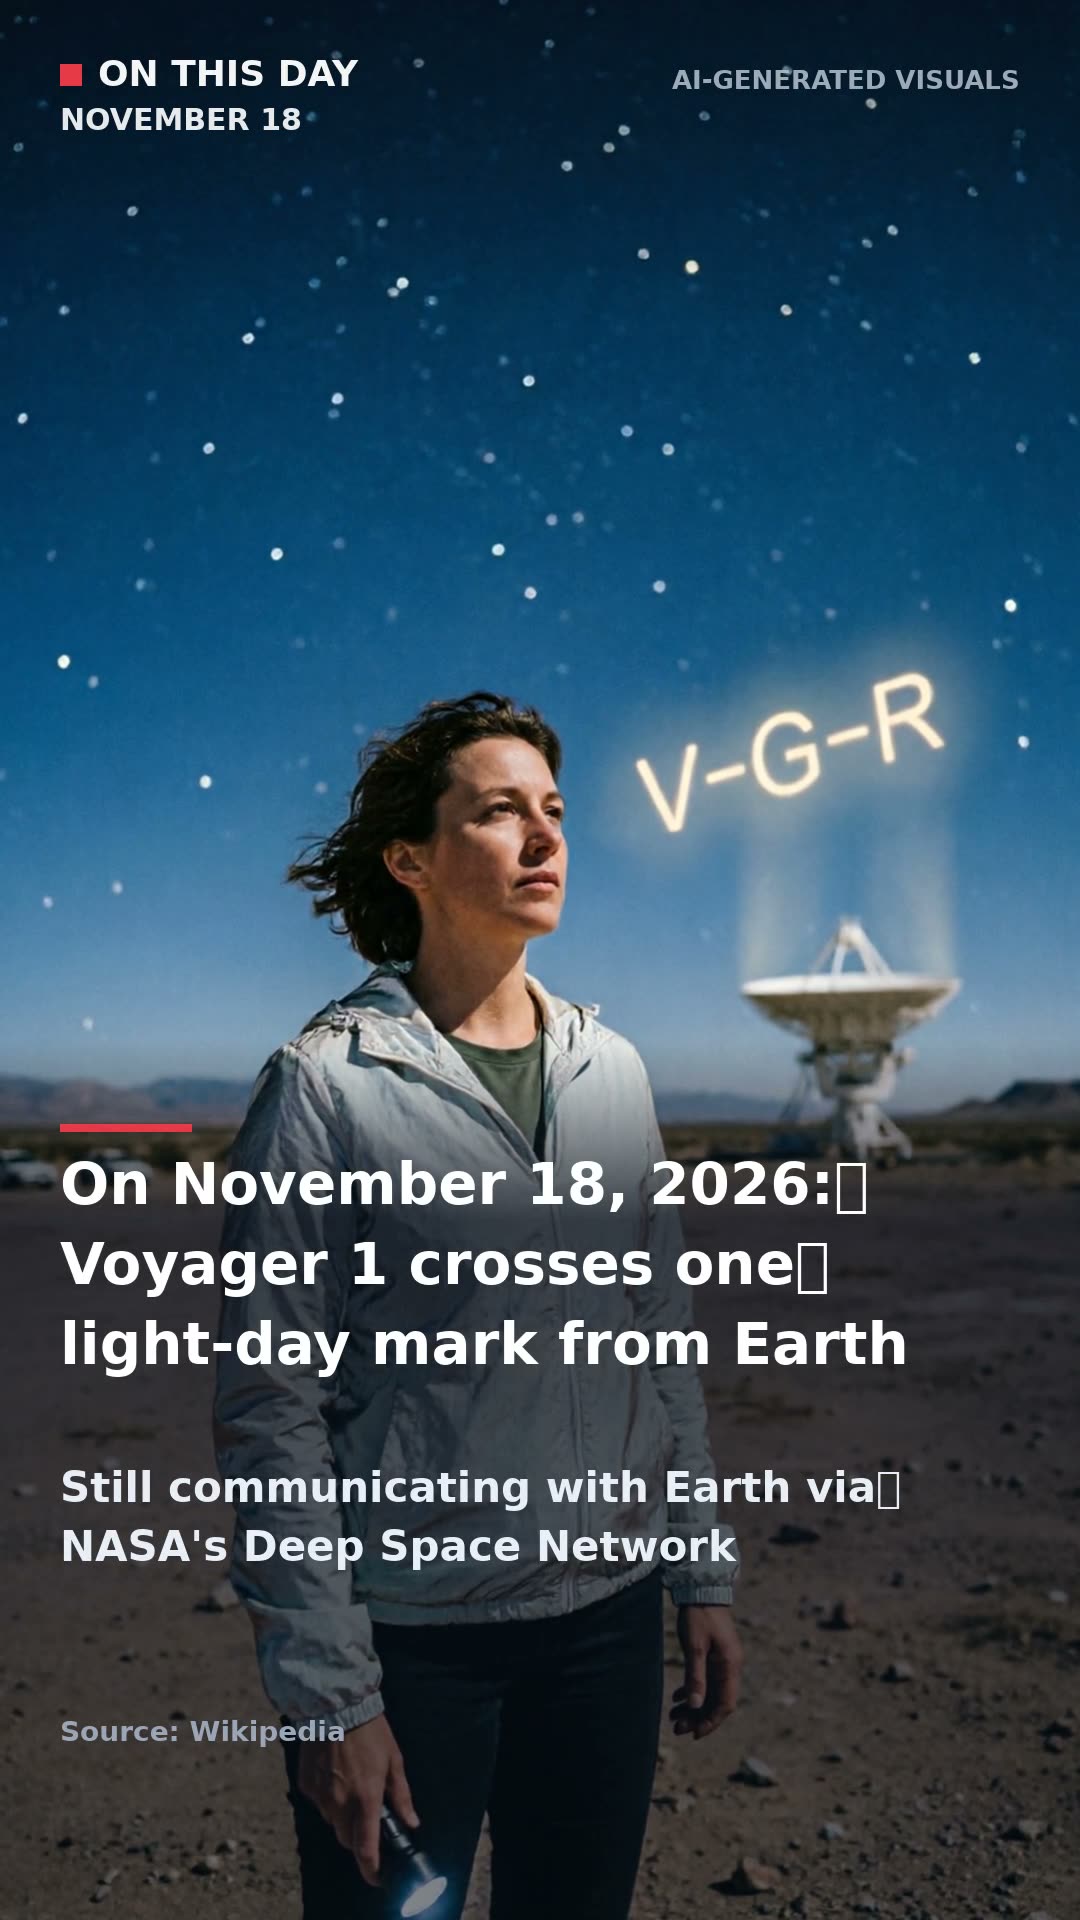 ON THIS DAY
NOVEMBER 18
AI-GENERATED VISUALS
V-G-R
On November 18, 2026:
Voyager 1 crosses one
light-day mark from Earth
Still communicating with Earth via
NASA's Deep Space Network
Source: Wikipedia